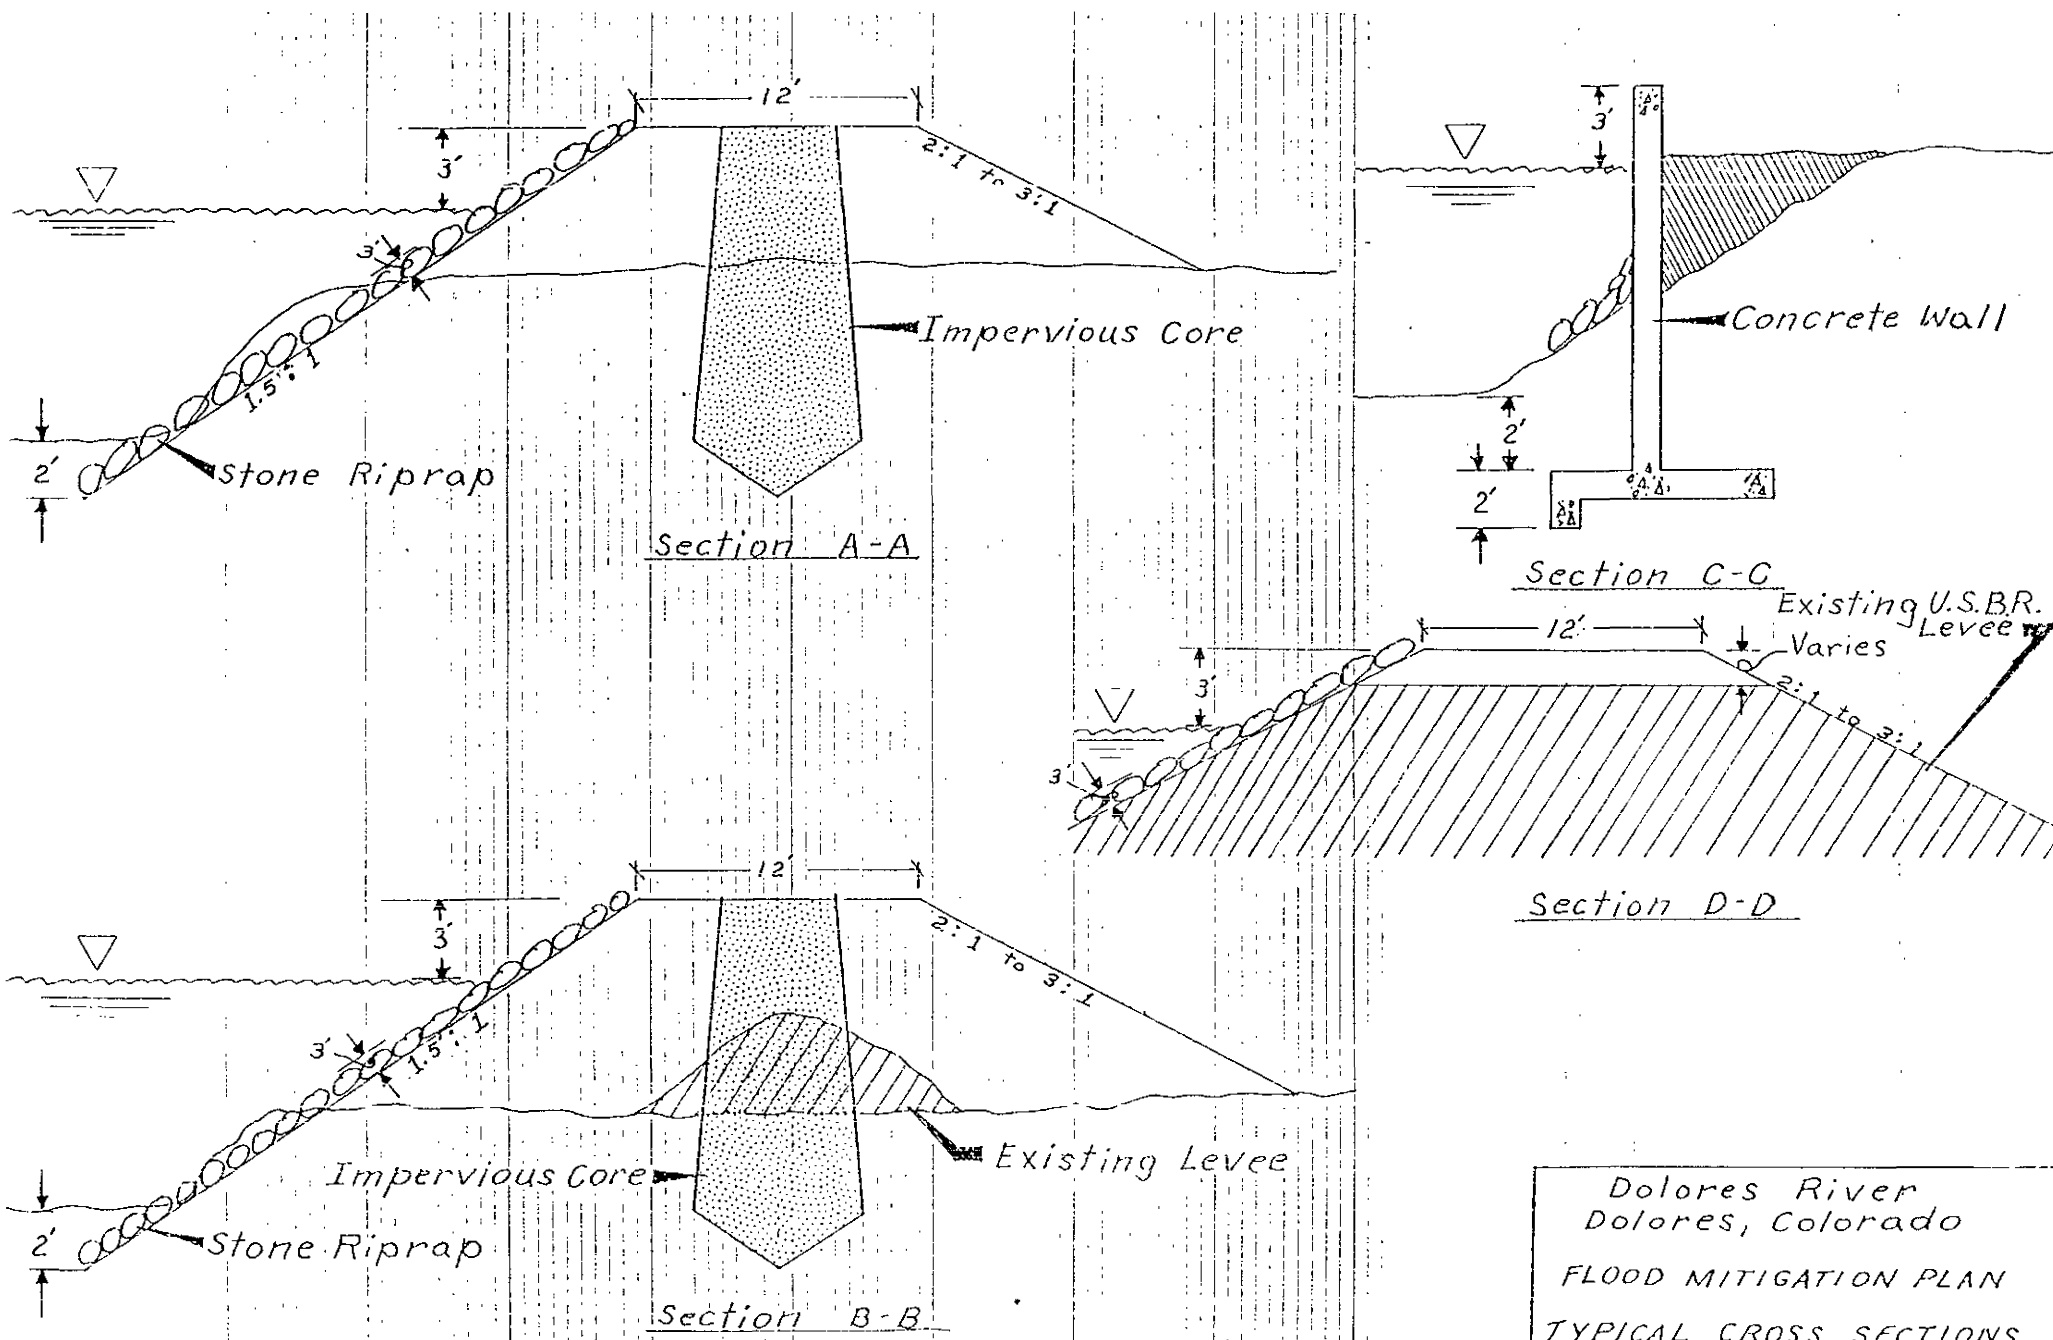 12'
3'
2:1 to 3:1
3'
Impervious Core
1.5':1
2'
Stone Riprap
Section A-A
3'
Concrete Wall
2'
2'
Section C-C
Existing U.S.B.R.
Levee
12'
Varies
3'
2:1 to 3:1
3'
Section D-D
12'
3'
2:1 to 3:1
3'
1.5':1
Existing Levee
Impervious Core
2'
Stone Riprap
Section B-B
Dolores River
Dolores, Colorado
FLOOD MITIGATION PLAN
TYPICAL CROSS SECTIONS